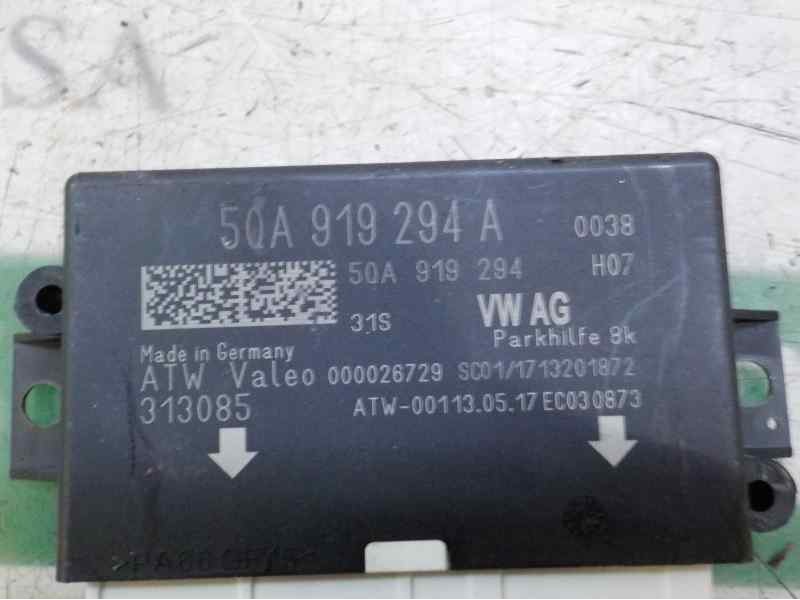 5QA 919 294 A 0038
5QA 919 294 H07
31S VW AG
Parkhilfe 8k
Made in Germany
ATW Valeo 000026729 SC01/1713201872
313085 ATW-00113.05.17 EC030873